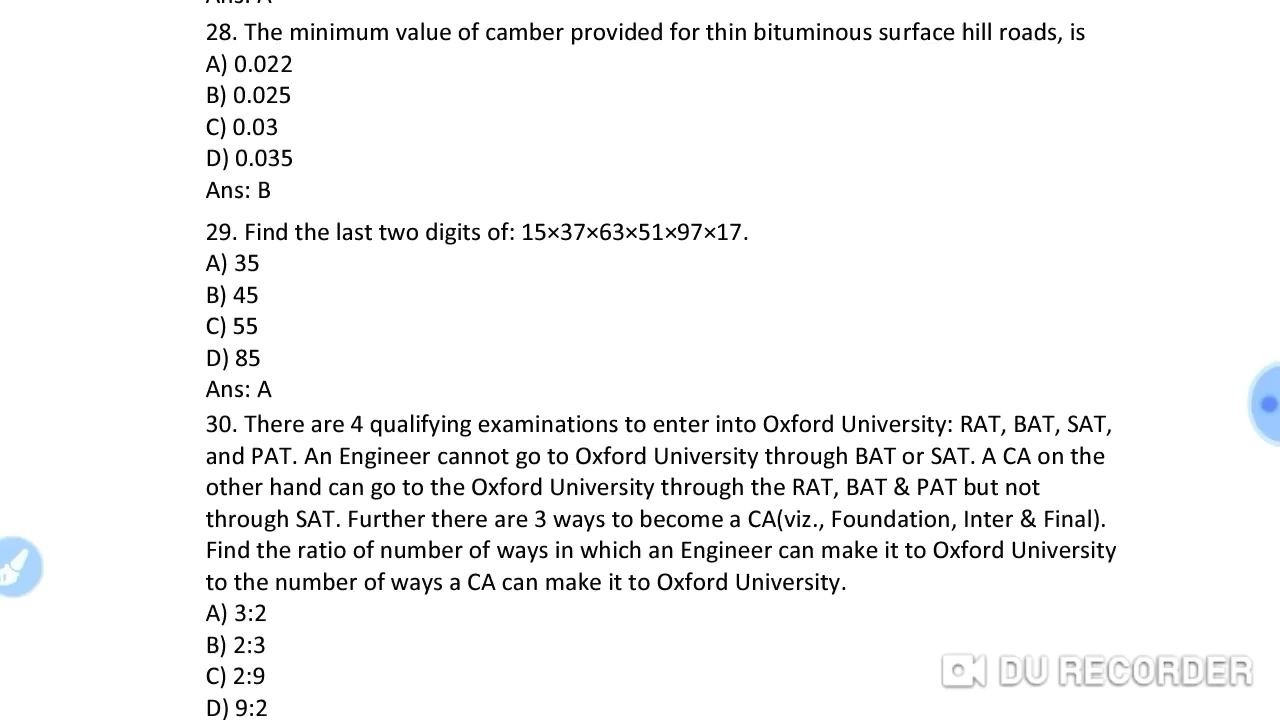 Ans: A
28. The minimum value of camber provided for thin bituminous surface hill roads, is
A) 0.022
B) 0.025
C) 0.03
D) 0.035
Ans: B
29. Find the last two digits of: 15×37×63×51×97×17.
A) 35
B) 45
C) 55
D) 85
Ans: A
30. There are 4 qualifying examinations to enter into Oxford University: RAT, BAT, SAT,
and PAT. An Engineer cannot go to Oxford University through BAT or SAT. A CA on the
other hand can go to the Oxford University through the RAT, BAT & PAT but not
through SAT. Further there are 3 ways to become a CA(viz., Foundation, Inter & Final).
Find the ratio of number of ways in which an Engineer can make it to Oxford University
to the number of ways a CA can make it to Oxford University.
A) 3:2
B) 2:3
C) 2:9
D) 9:2
DU RECORDER